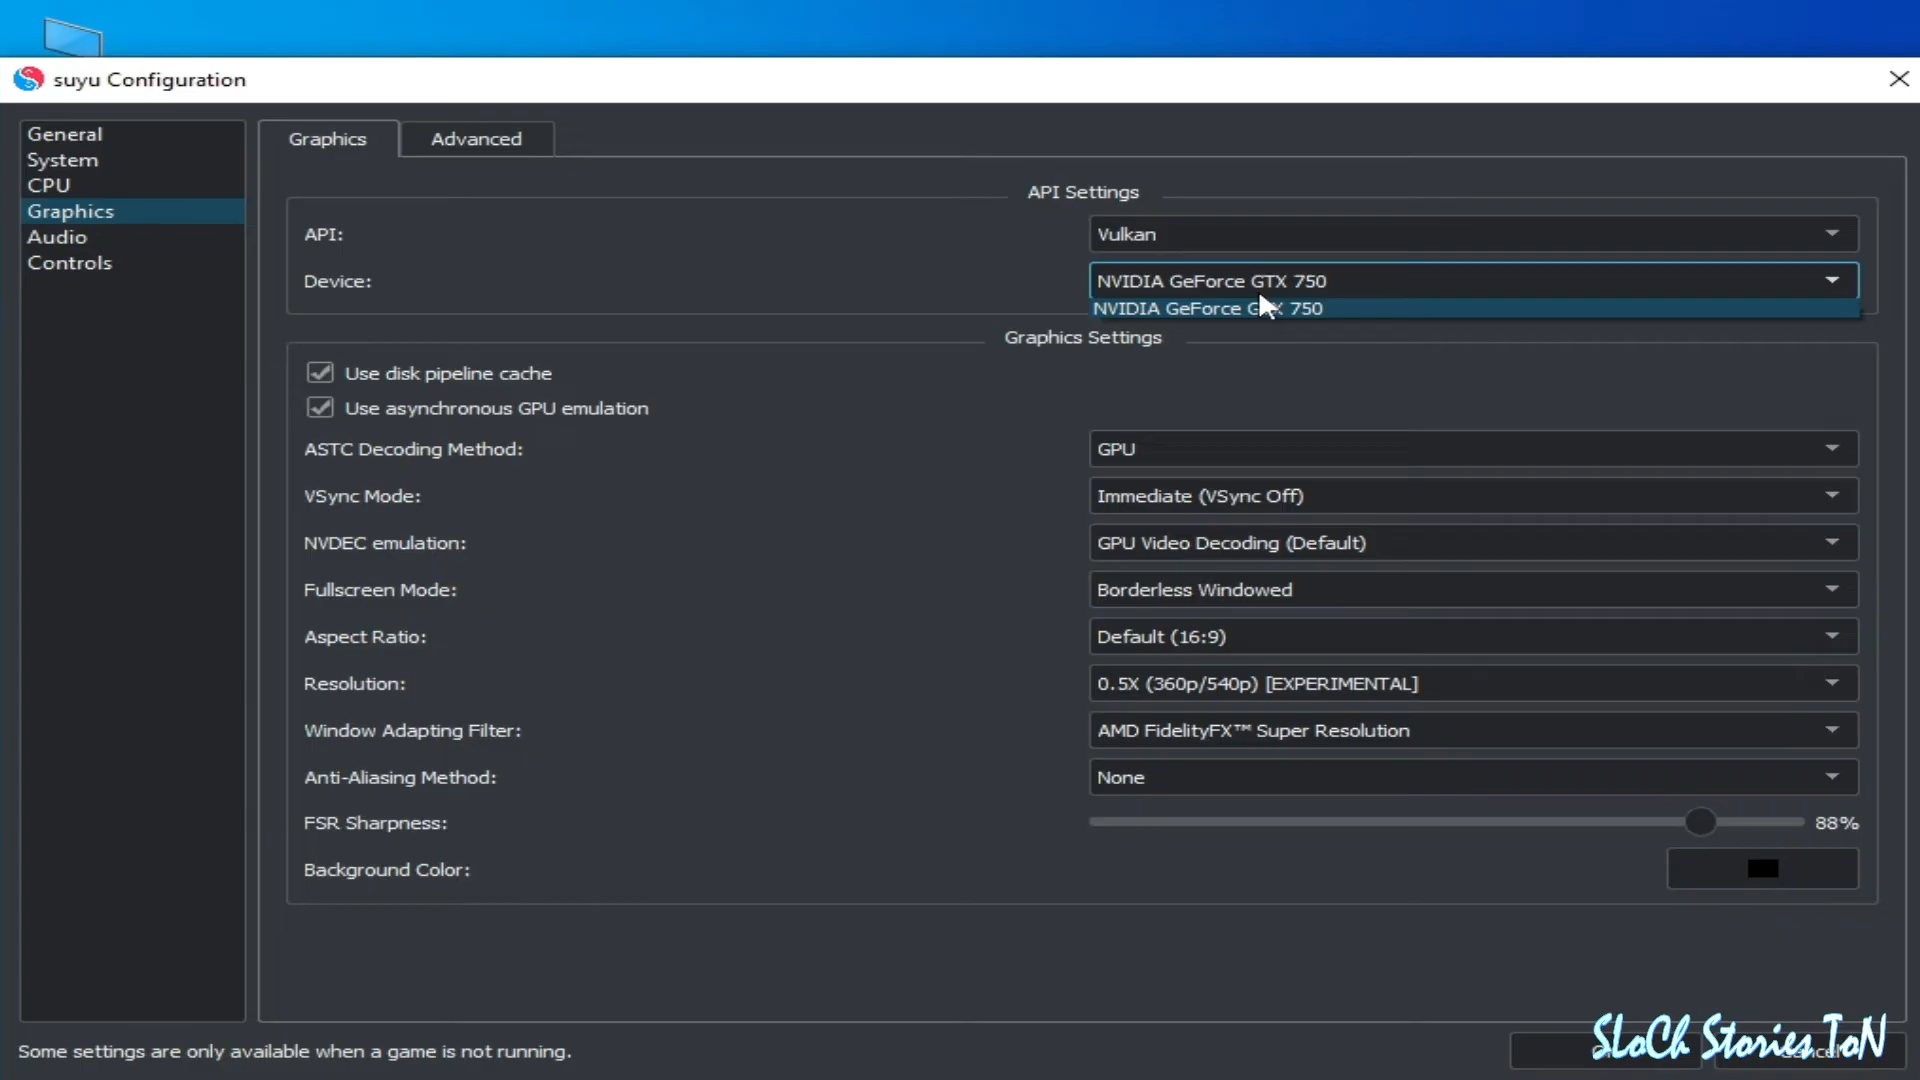 suyu Configuration
General
System
CPU
Graphics
Audio
Controls
Graphics
Advanced
API Settings
API:
Vulkan
Device:
NVIDIA GeForce GTX 750
NVIDIA GeForce 750
Graphics Settings
Use disk pipeline cache
Use asynchronous GPU emulation
ASTC Decoding Method:
GPU
VSync Mode:
Immediate (VSync Off)
NVDEC emulation:
GPU Video Decoding (Default)
Fullscreen Mode:
Borderless Windowed
Aspect Ratio:
Default (16:9)
Resolution:
0.5X (360p/540p) [EXPERIMENTAL]
Window Adapting Filter:
AMD FidelityFX™ Super Resolution
Anti-Aliasing Method:
None
FSR Sharpness:
88%
Background Color:
Some settings are only available when a game is not running.
SLoCh Stories ToN